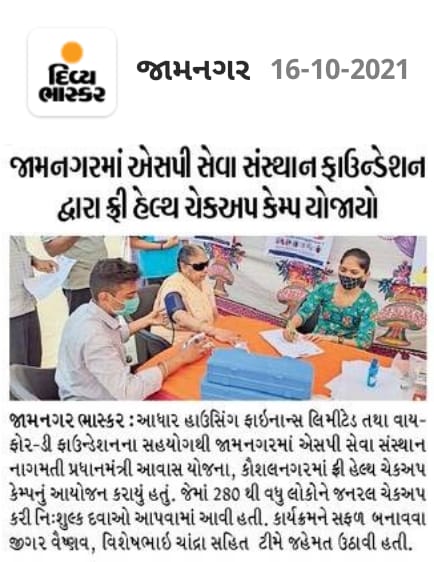 દિવ્ય
ભાસ્કર
જામનગર 16-10-2021
જામનગરમાં એસપી સેવા સંસ્થાન ફાઉન્ડેશન
દ્વારા ફ્રી હેલ્થ ચેકઅપ કેમ્પ યોજાયો
જામનગર ભાસ્કર : આધાર હાઉસિંગ ફાઇનાન્સ લિમીટેડ તથા વાય-
ફોર-ડી ફાઉન્ડેશનના સહયોગથી જામનગરમાં એસપી સેવા સંસ્થાન
નાગમતી પ્રધાનમંત્રી આવાસ યોજના, કૌશલનગરમાં ફ્રી હેલ્થ ચેકઅપ
કેમ્પનું આયોજન કરાયું હતું. જેમાં 280 થી વધુ લોકોને જનરલ ચેકઅપ
કરી નિઃશુલ્ક દવાઓ આપવામાં આવી હતી. કાર્યક્રમને સફળ બનાવવા
જીગર વૈષ્ણવ, વિશેષભાઇ ચાંદ્રા સહિત ટીમે જહેમત ઉઠાવી હતી.